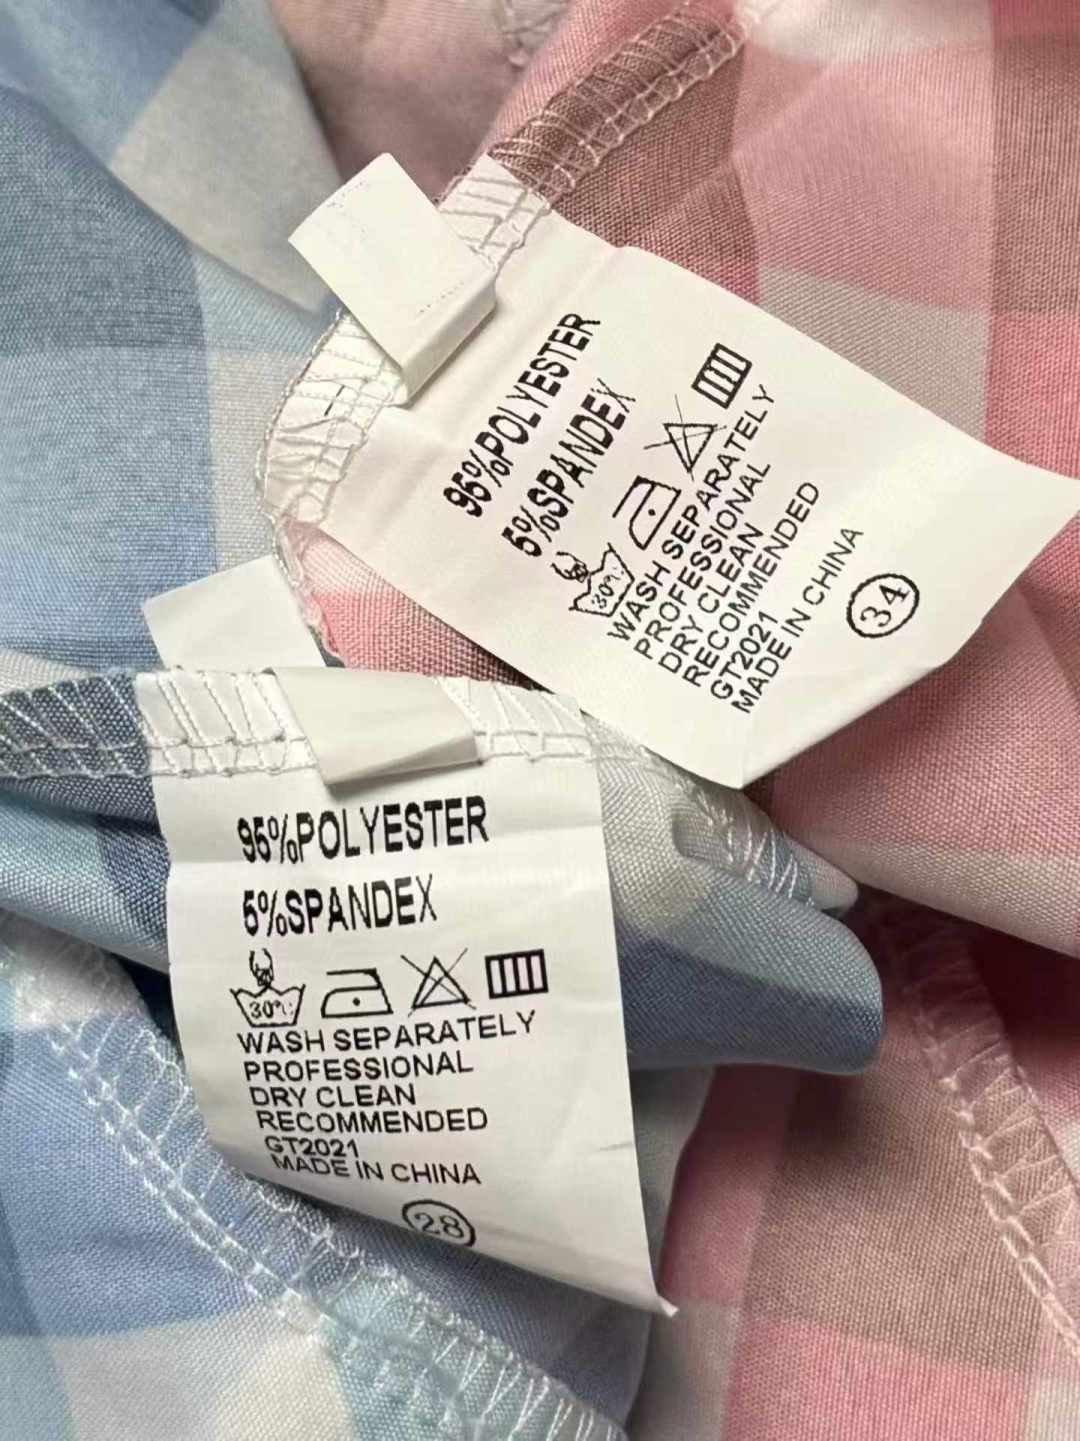 95%POLYESTER
5%SPANDEX
30°
WASH SEPARATELY
PROFESSIONAL
DRY CLEAN
RECOMMENDED
GT2021
MADE IN CHINA
34
95%POLYESTER
5%SPANDEX
30°
WASH SEPARATELY
PROFESSIONAL
DRY CLEAN
RECOMMENDED
GT2021
MADE IN CHINA
28